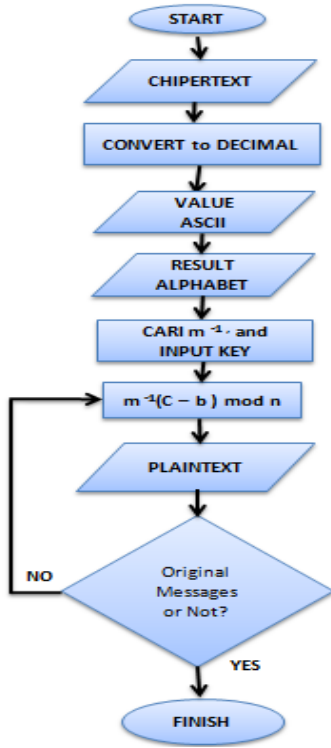 START
CHIPERTEXT
CONVERT to DECIMAL
VALUE
ASCII
RESULT
ALPHABET
CARI m ⁻¹ · and
INPUT KEY
m ⁻¹(C – b ) mod n
PLAINTEXT
Original
Messages
or Not?
NO
YES
FINISH